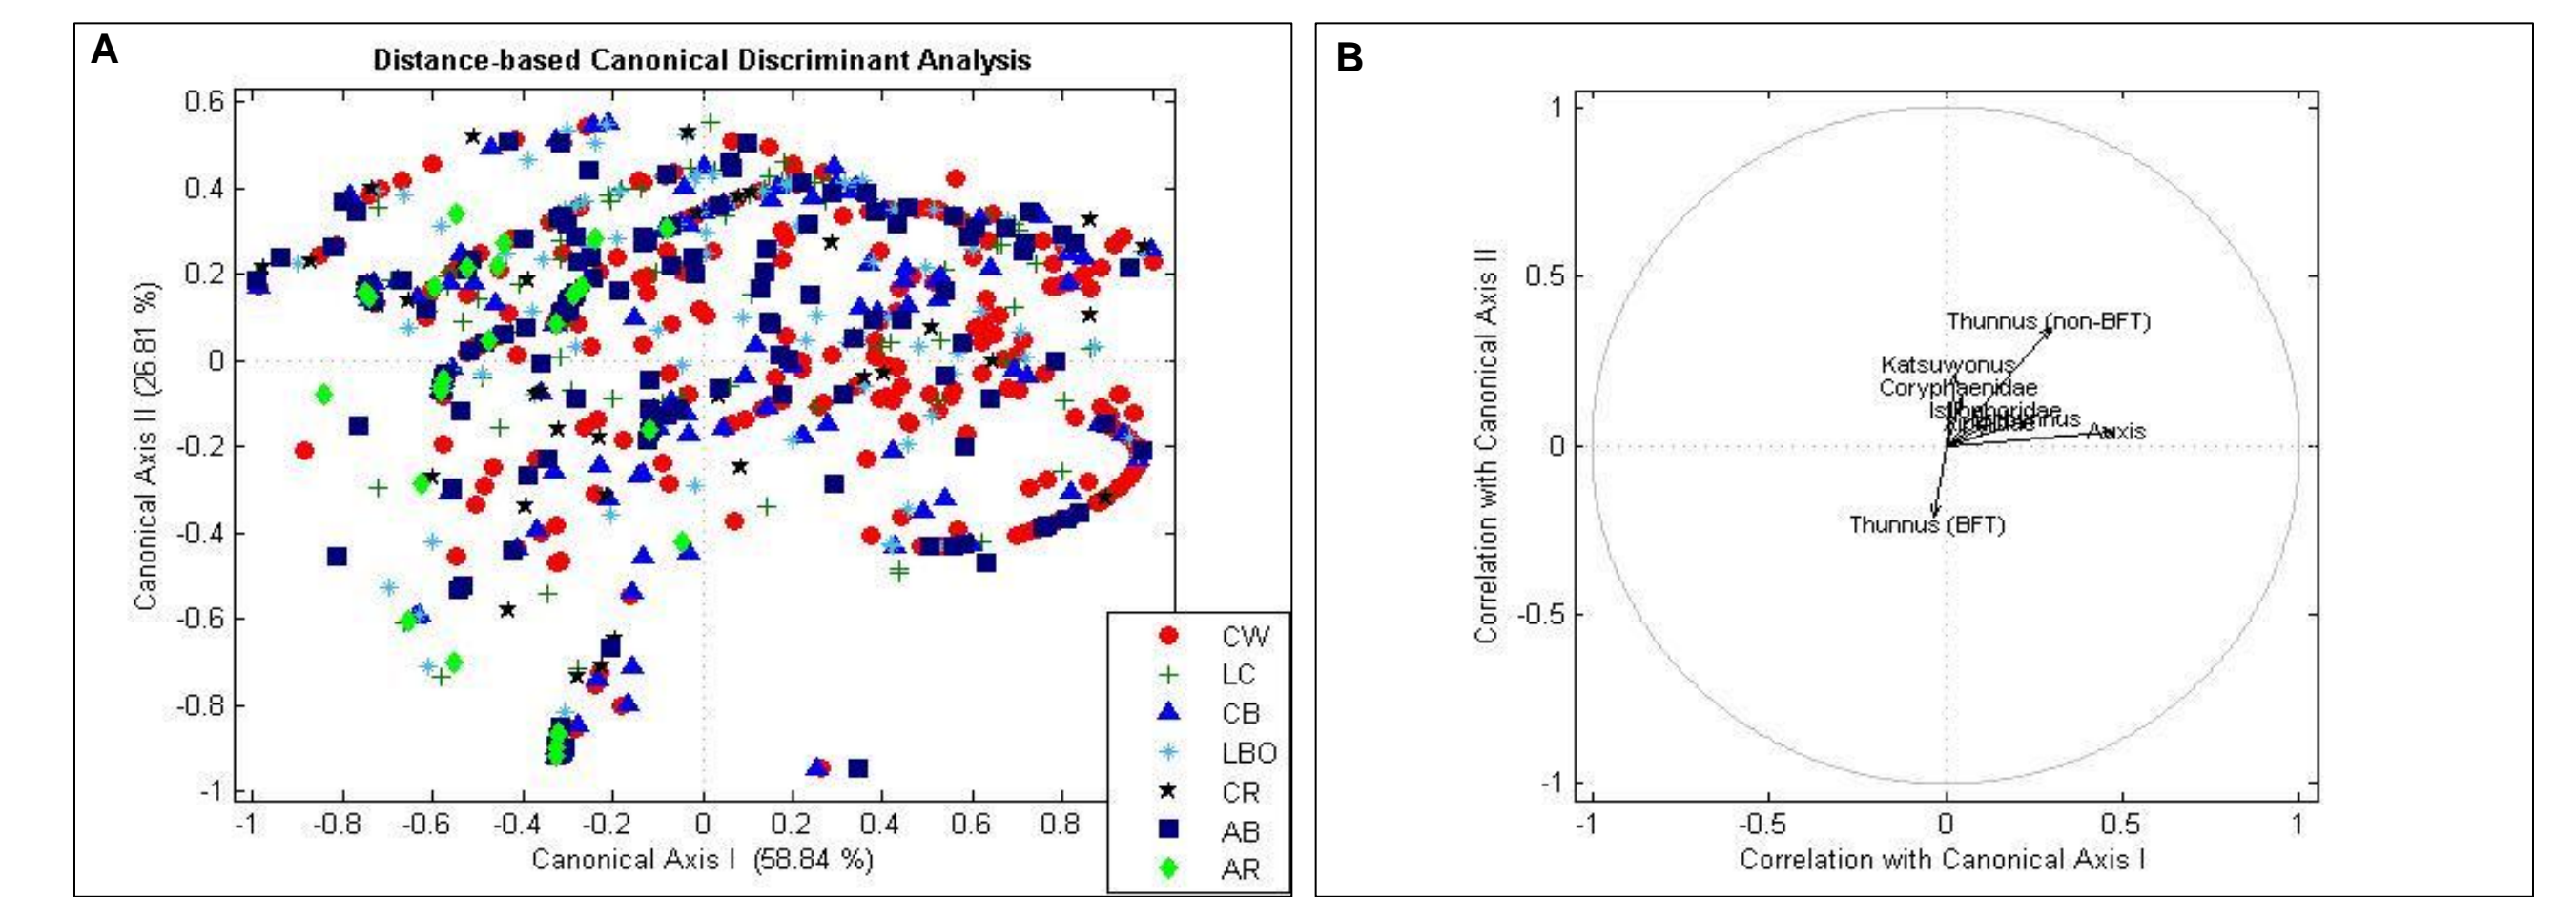 A
Distance-based Canonical Discriminant Analysis
0.6
0.4
0.2
0
-0.2
-0.4
-0.6
-0.8
-1
Canonical Axis II (26.81 %)
-1 -0.8 -0.6 -0.4 -0.2 0 0.2 0.4 0.6 0.8
Canonical Axis I (58.84 %)
CW
LC
CB
LBO
CR
AB
AR
B
1
0.5
0
-0.5
-1
Correlation with Canonical Axis II
Thunnus (non-BFT)
Katsuwonus
Coryphaenidae
Istiophoridae
Auxis
Thunnus (BFT)
-1 -0.5 0 0.5 1
Correlation with Canonical Axis I